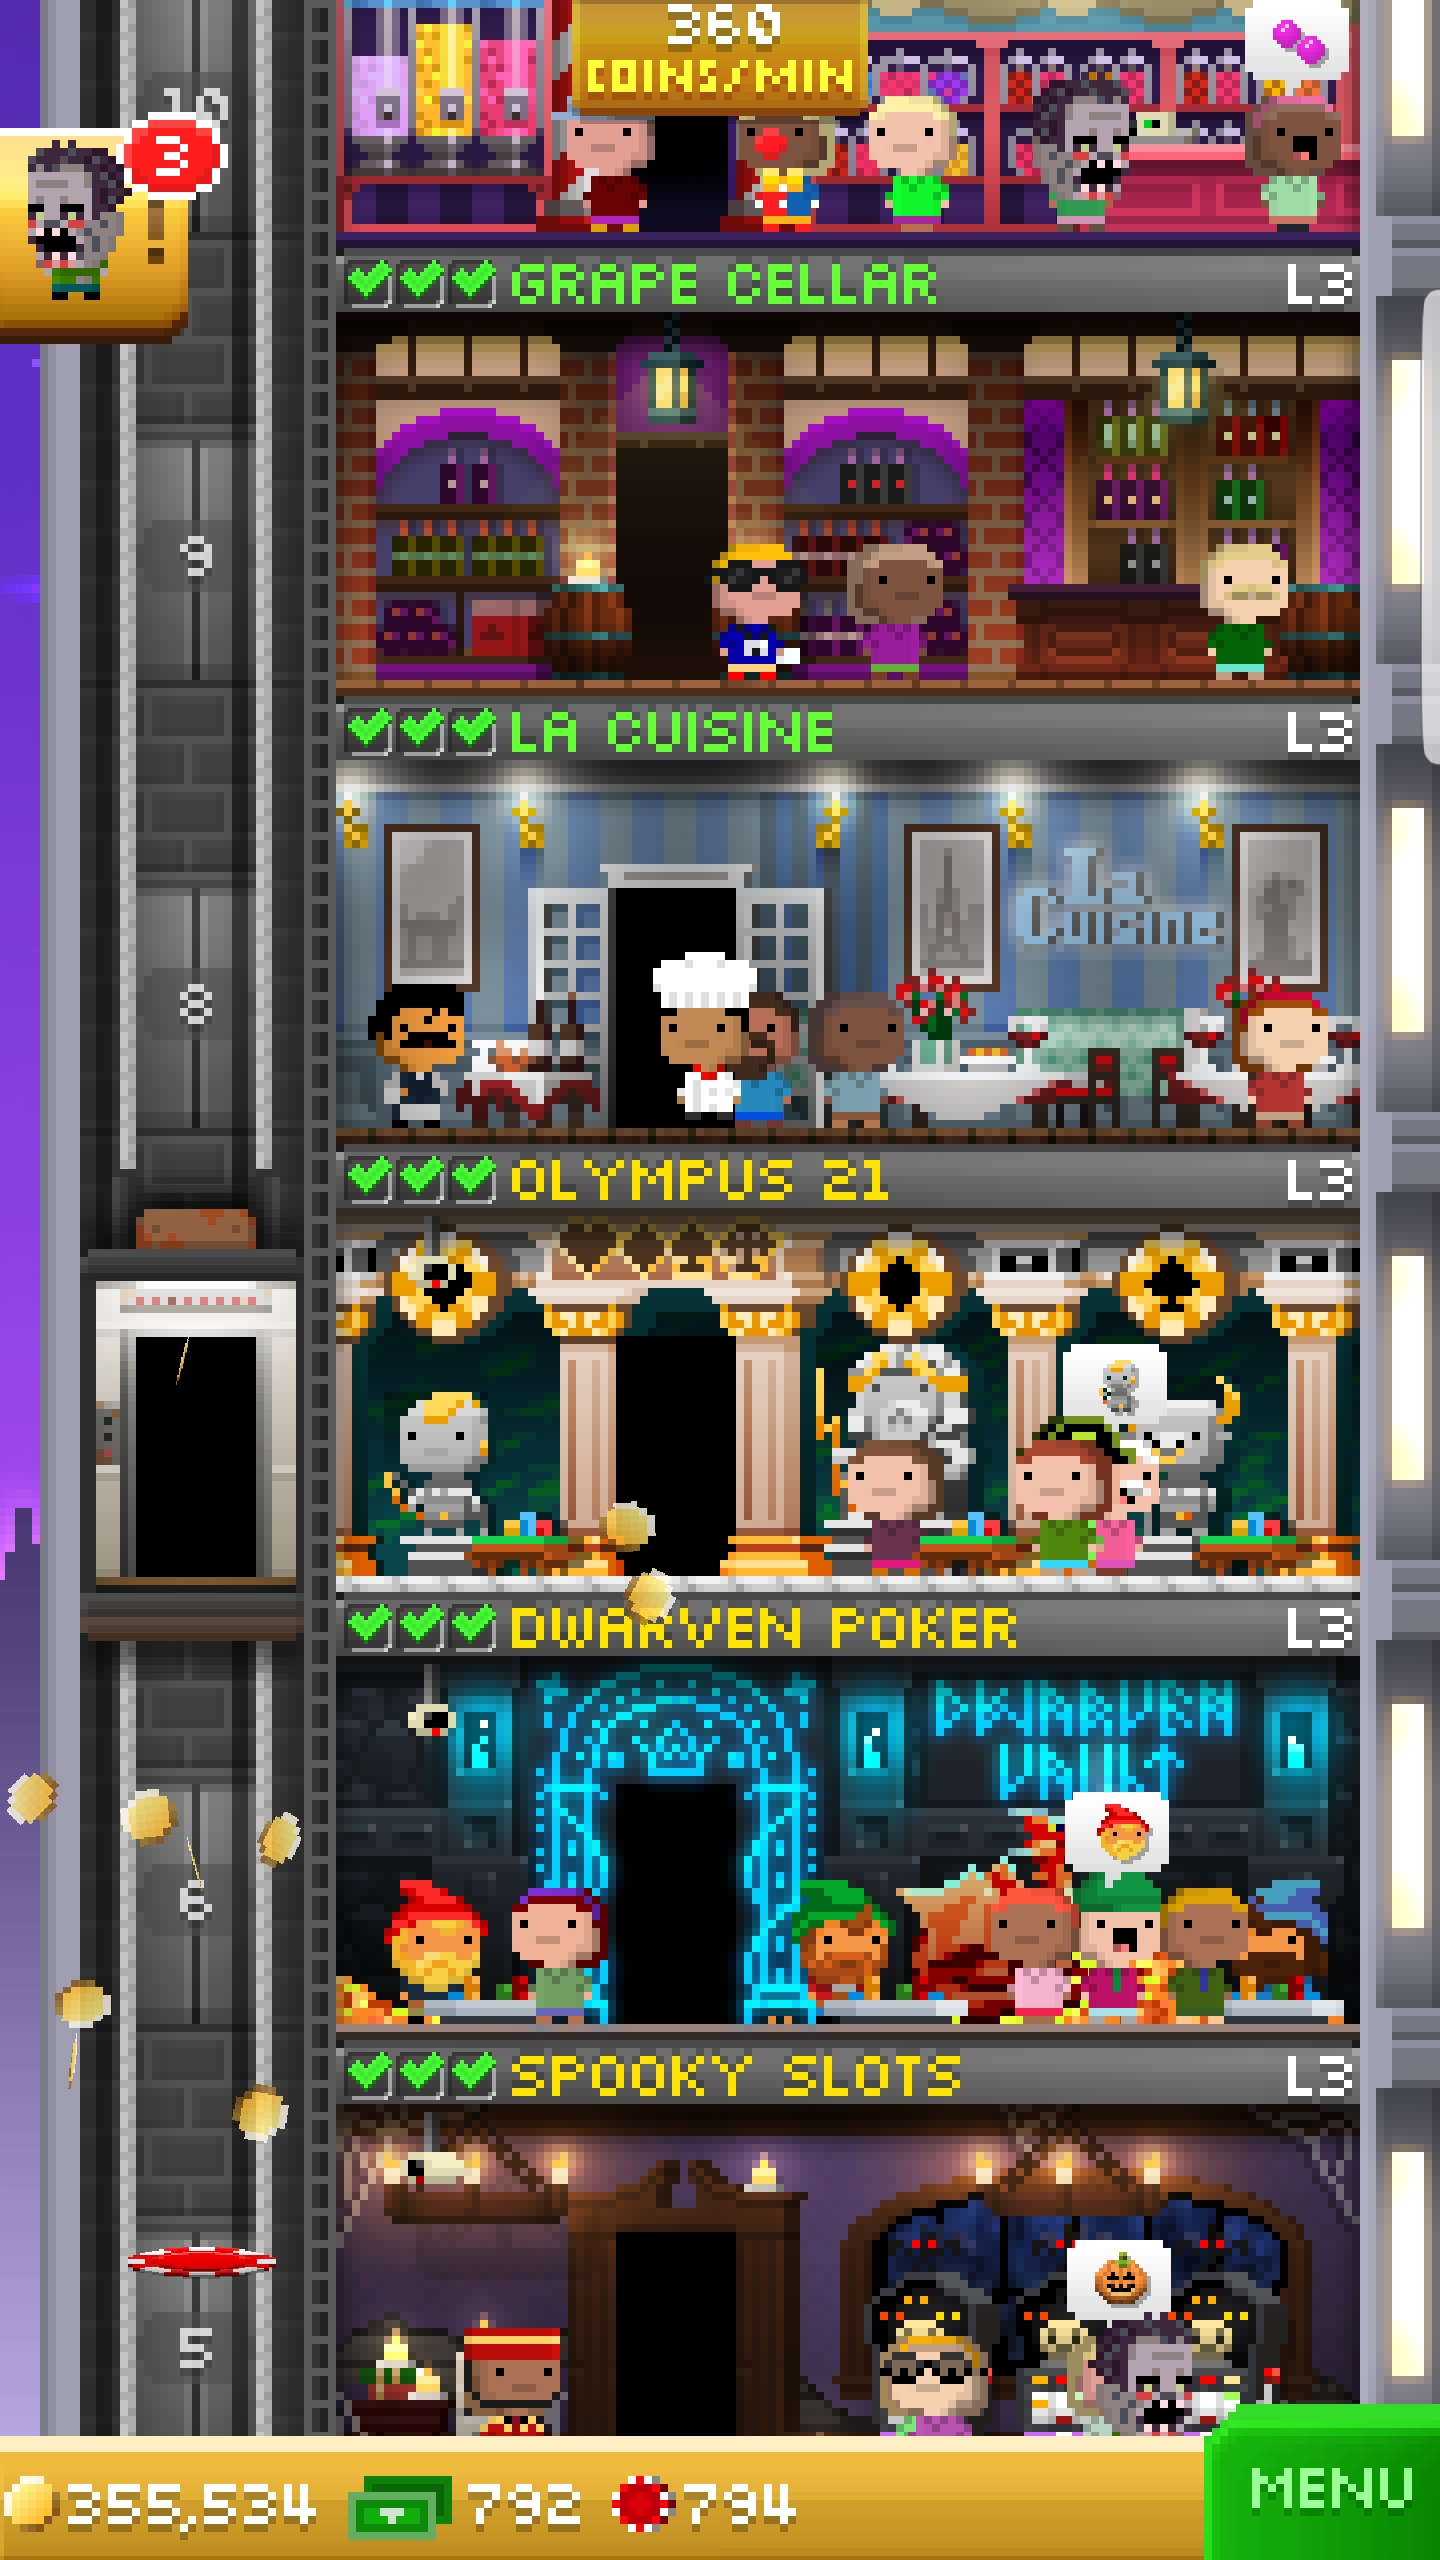 360
COINS/MIN
10
3
!
GRAPE CELLAR L3
9
LA CUISINE L3
La
Cuisine
8
OLYMPUS 21 L3
DWARVEN POKER L3
DWARVEN
VAULT
6
SPOOKY SLOTS L3
5
355,534 792 794
MENU